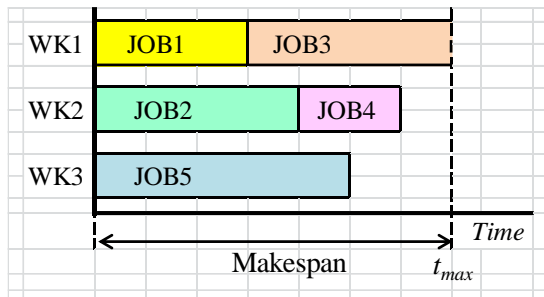 WK1 JOB1 JOB3
WK2 JOB2 JOB4
WK3 JOB5
Time
Makespan t_max